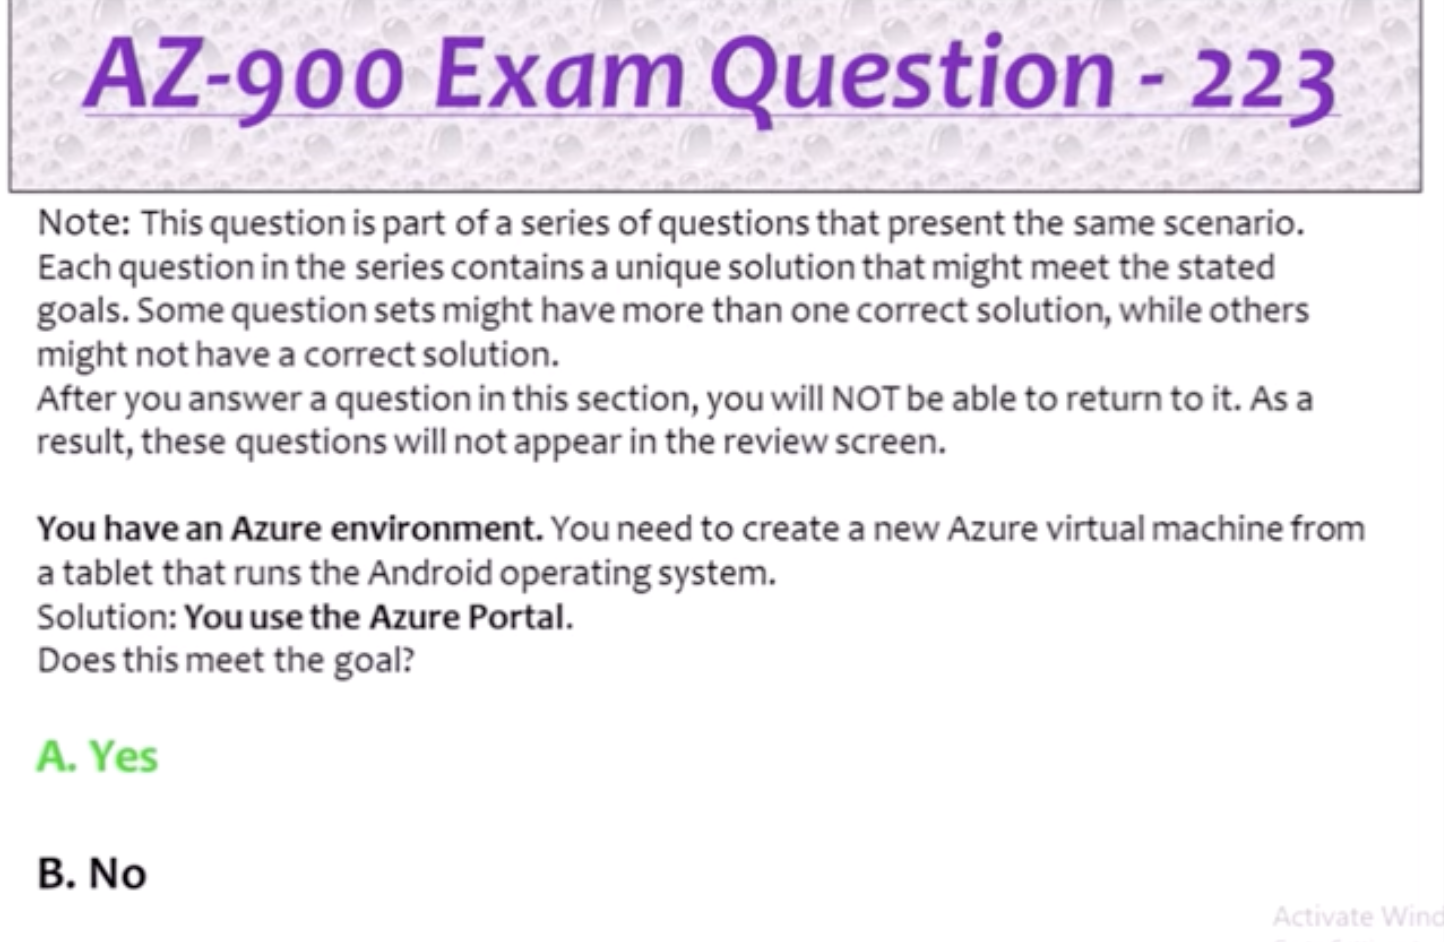 AZ-900 Exam Question - 223
Note: This question is part of a series of questions that present the same scenario.
Each question in the series contains a unique solution that might meet the stated
goals. Some question sets might have more than one correct solution, while others
might not have a correct solution.
After you answer a question in this section, you will NOT be able to return to it. As a
result, these questions will not appear in the review screen.
You have an Azure environment. You need to create a new Azure virtual machine from
a tablet that runs the Android operating system.
Solution: You use the Azure Portal.
Does this meet the goal?
A. Yes
B. No
Activate Wind